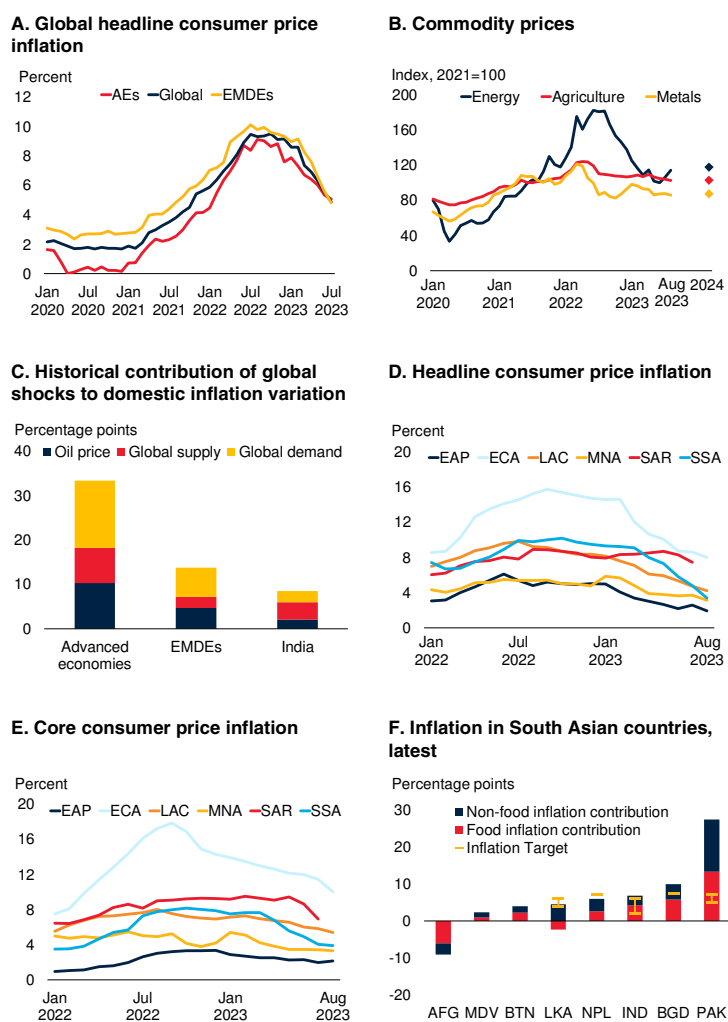 A. Global headline consumer price
inflation
Percent
12
10
8
6
4
2
0
AEs Global EMDEs
Jan Jul Jan Jul Jan Jul Jan Jul
2020 2020 2021 2021 2022 2022 2023 2023
B. Commodity prices
Index, 2021=100
200
160
120
80
40
0
Energy Agriculture Metals
Jan Jan Jan Jan Aug 2024
2020 2021 2022 2023 2023
C. Historical contribution of global
shocks to domestic inflation variation
Percentage points
40
30
20
10
0
Oil price Global supply Global demand
Advanced EMDEs India
economies
D. Headline consumer price inflation
Percent
20
16
12
8
4
0
EAP ECA LAC MNA SAR SSA
Jan Jul Jan Aug
2022 2022 2023 2023
E. Core consumer price inflation
Percent
20
16
12
8
4
0
EAP ECA LAC MNA SAR SSA
Jan Jul Jan Aug
2022 2022 2023 2023
F. Inflation in South Asian countries,
latest
Percentage points
30
20
10
0
-10
-20
Non-food inflation contribution
Food inflation contribution
Inflation Target
AFG MDV BTN LKA NPL IND BGD PAK